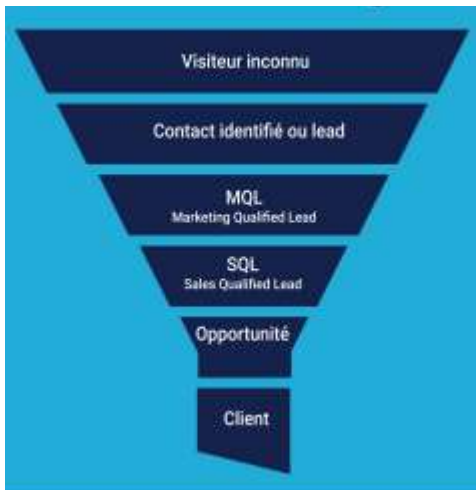 Visiteur inconnu
Contact identifié ou lead
MQL
Marketing Qualified Lead
SQL
Sales Qualified Lead
Opportunité
Client